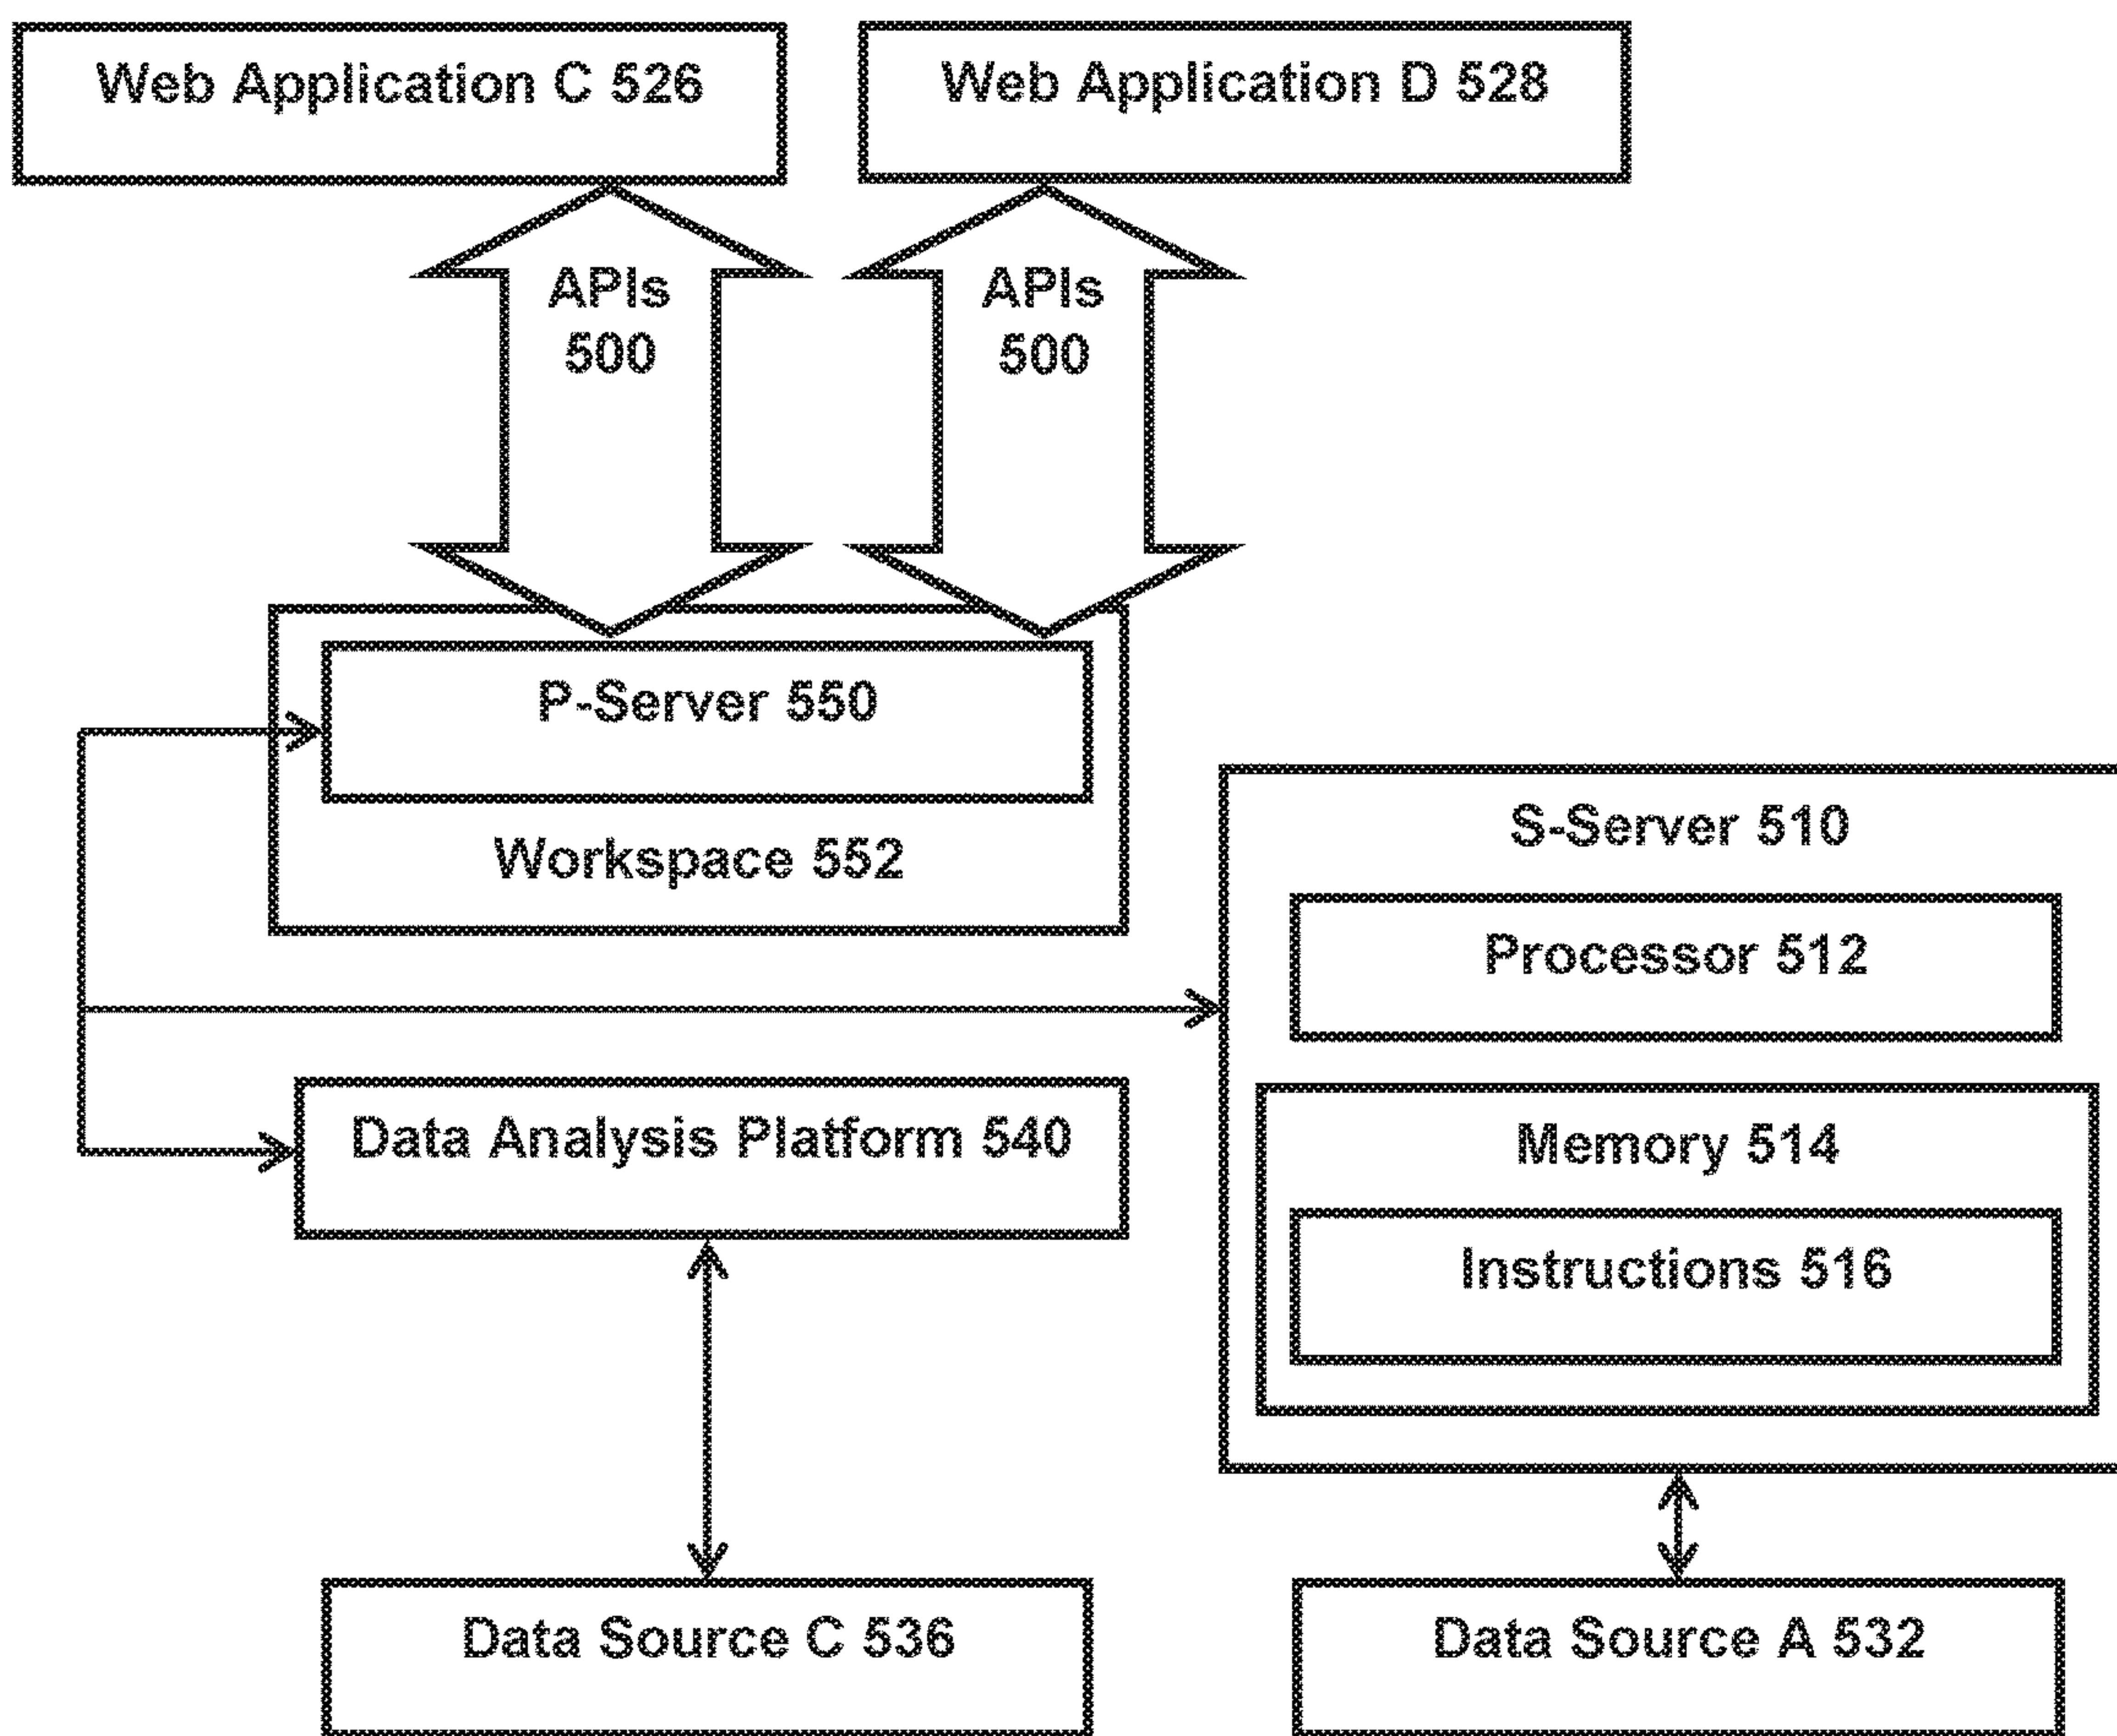 Web Application C 526
Web Application D 528
APIs
500
APIs
500
P-Server 550
Workspace 552
S-Server 510
Processor 512
Data Analysis Platform 540
Memory 514
Instructions 516
Data Source C 536
Data Source A 532